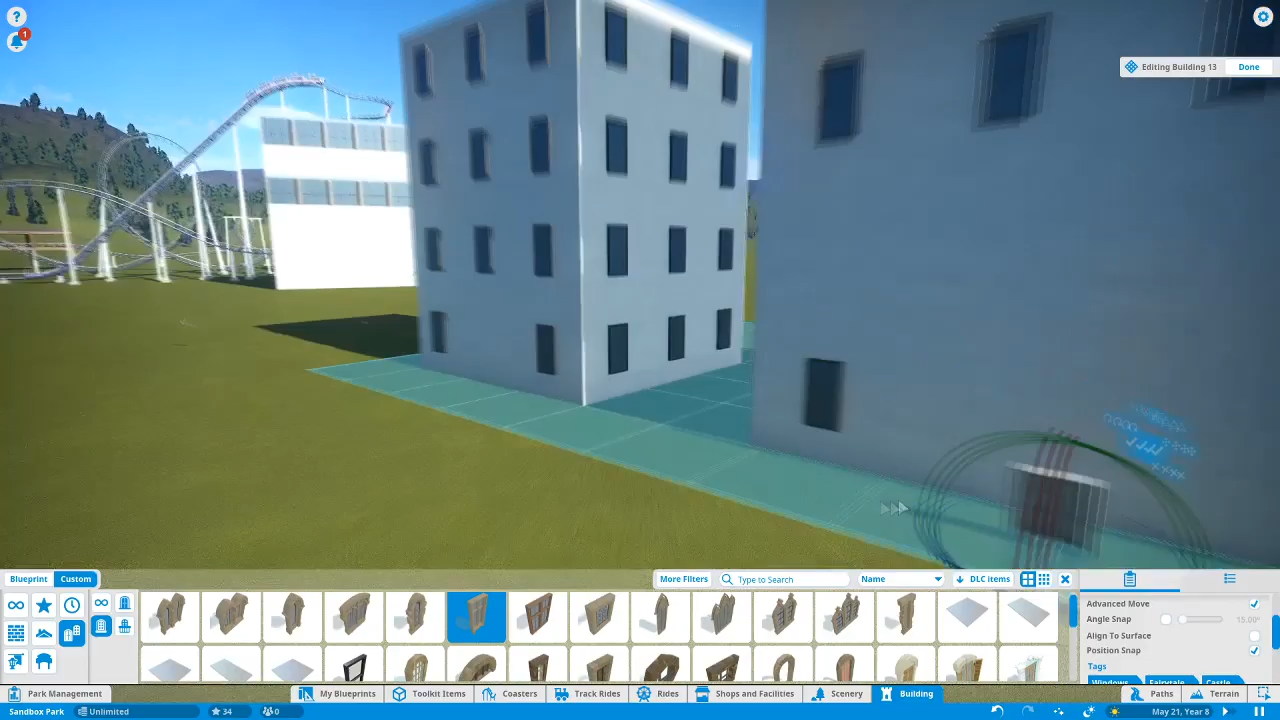 ?
1
Editing Building 13
Done
Blueprint
Custom
More Filters
Type to Search
Name
DLC items
Advanced Move
Angle Snap
15.00°
Align To Surface
Position Snap
Tags
Windows
Fairytale
Castle
Park Management
My Blueprints
Toolkit Items
Coasters
Track Rides
Rides
Shops and Facilities
Scenery
Building
Paths
Terrain
Sandbox Park
Unlimited
34
0
May 21, Year 8